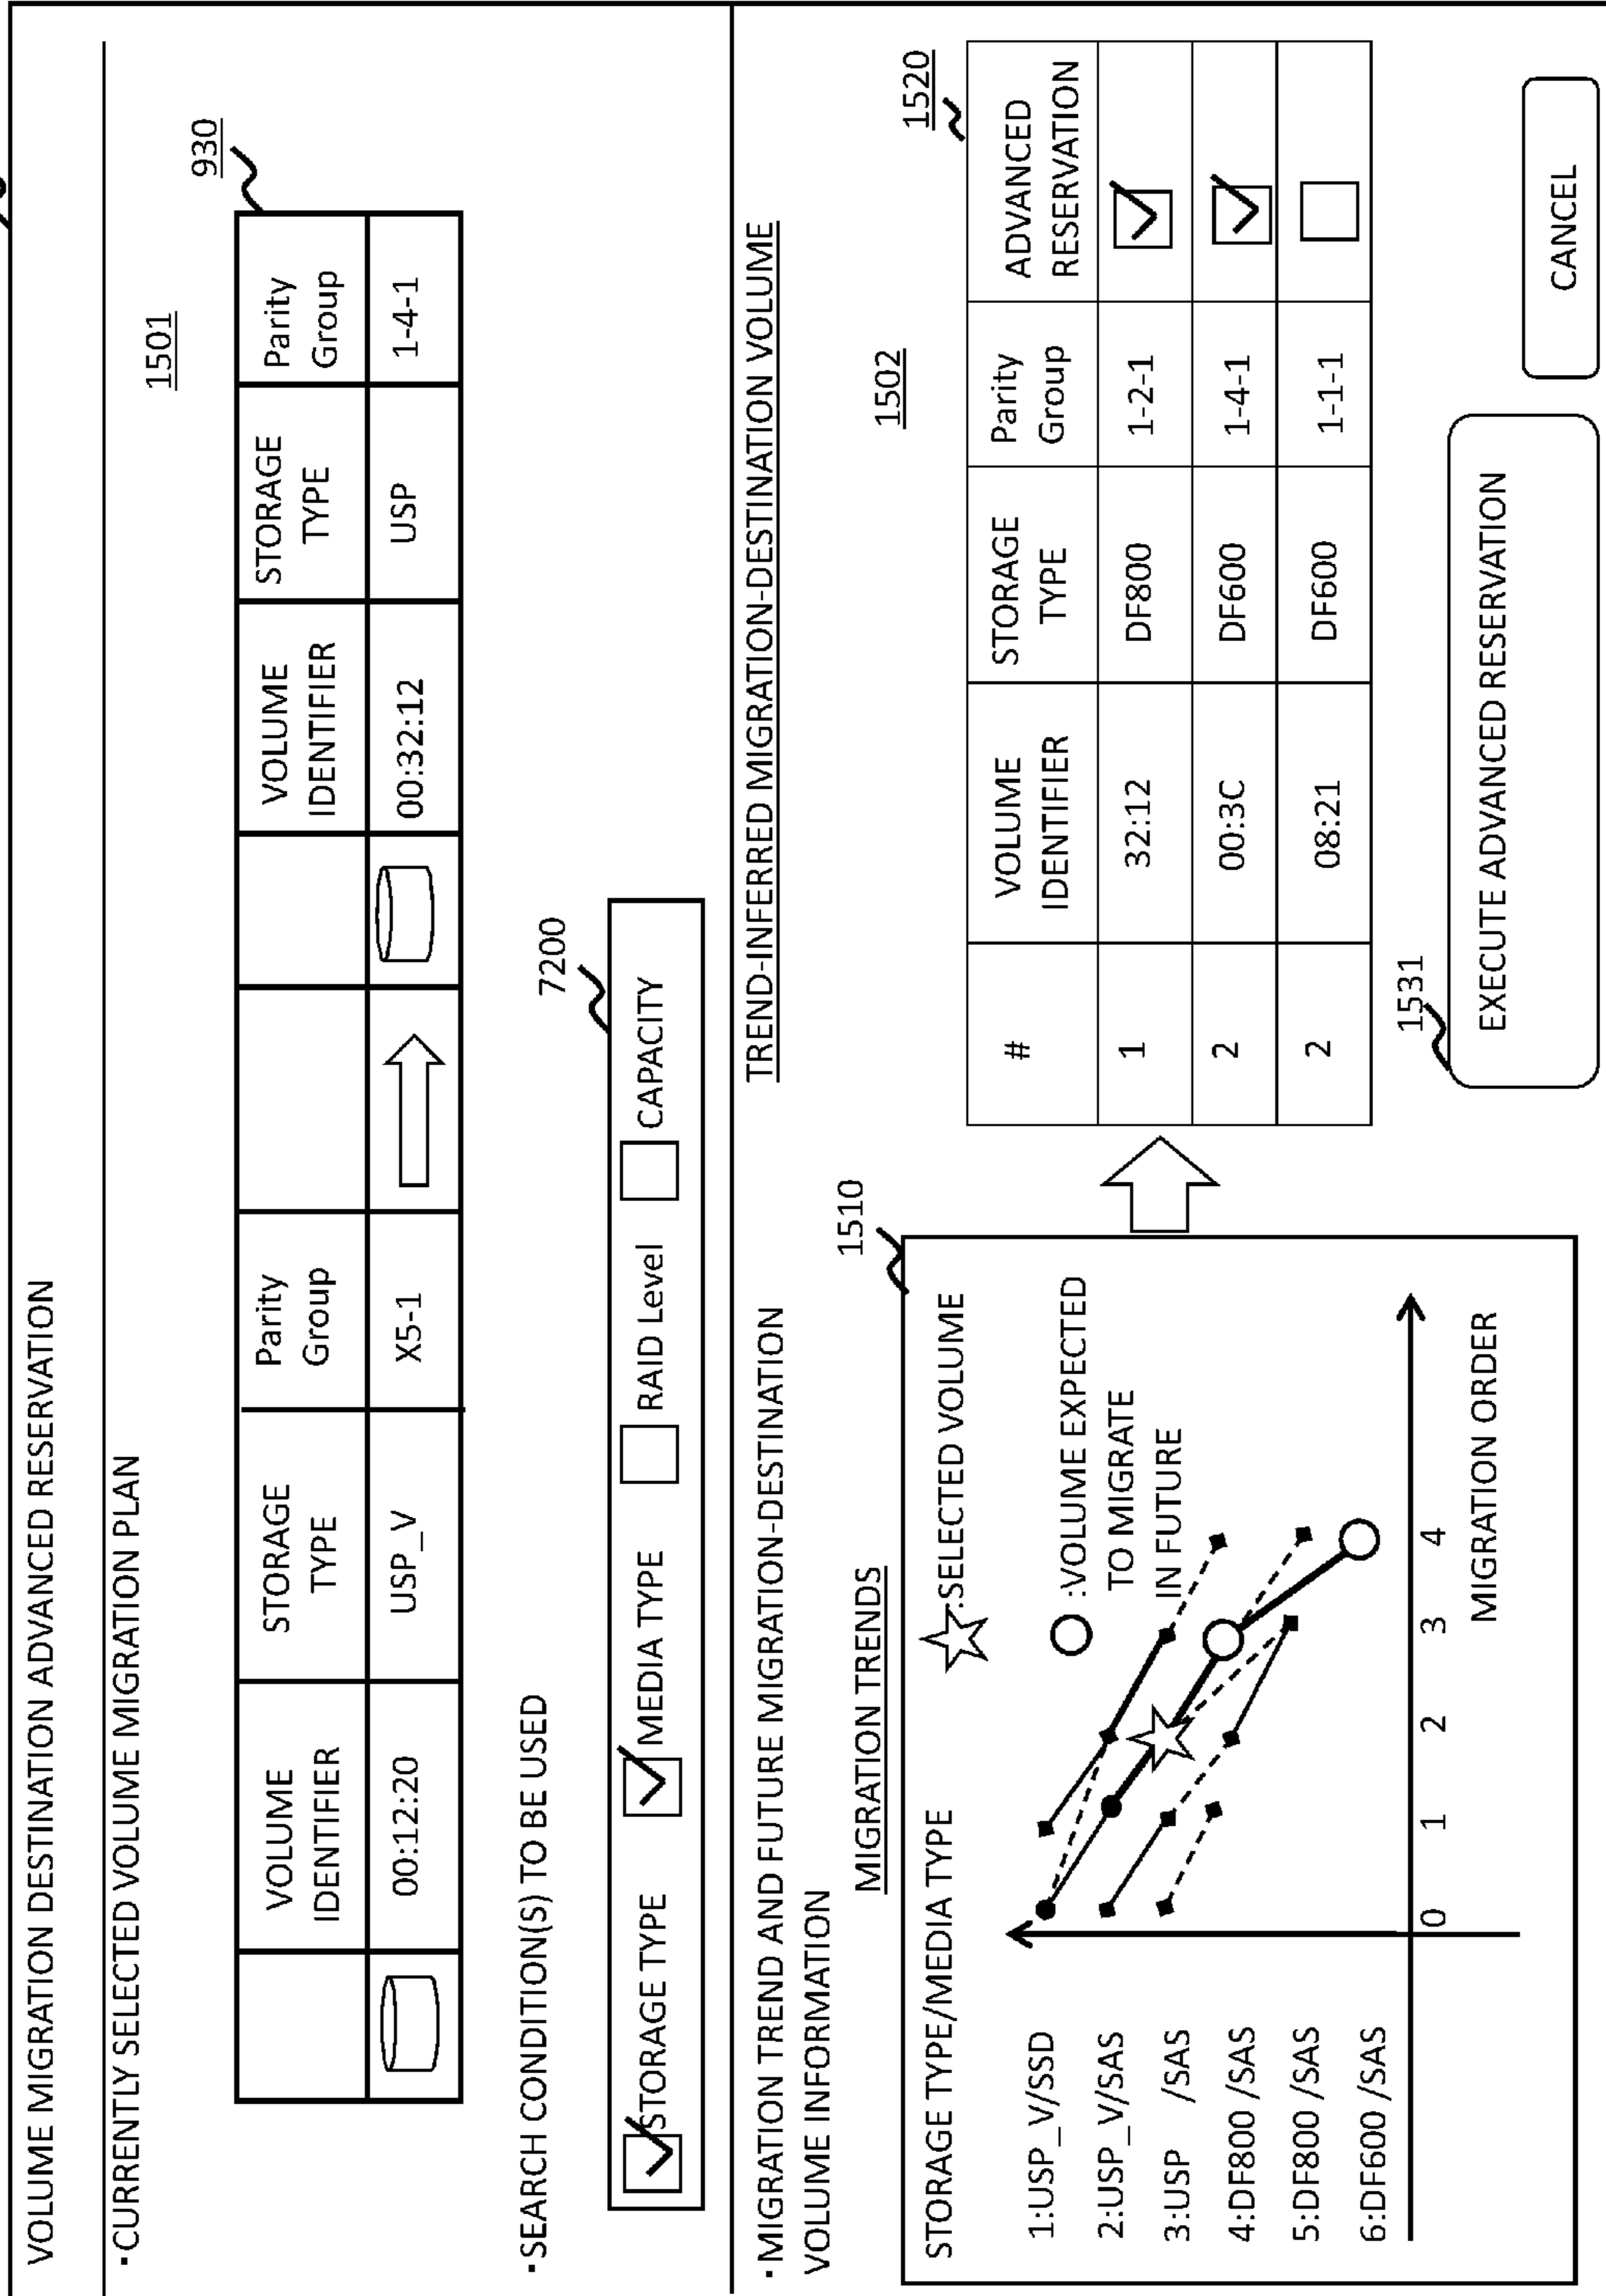 VOLUME MIGRATION DESTINATION ADVANCED RESERVATION
·CURRENTLY SELECTED VOLUME MIGRATION PLAN
1501
930
VOLUME IDENTIFIER STORAGE TYPE Parity Group VOLUME IDENTIFIER STORAGE TYPE Parity Group
00:12:20 USP_V X5-1 00:32:12 USP 1-4-1
·SEARCH CONDITION(S) TO BE USED
7200
STORAGE TYPE MEDIA TYPE RAID Level CAPACITY
·MIGRATION TREND AND FUTURE MIGRATION-DESTINATION
VOLUME INFORMATION
MIGRATION TRENDS
1510
STORAGE TYPE/MEDIA TYPE
:SELECTED VOLUME
:VOLUME EXPECTED
TO MIGRATE
IN FUTURE
1:USP_V/SSD
2:USP_V/SAS
3:USP /SAS
4:DF800 /SAS
5:DF800 /SAS
6:DF600 /SAS
0 1 2 3 4
MIGRATION ORDER
TREND-INFERRED MIGRATION-DESTINATION VOLUME
1502
1520
# VOLUME IDENTIFIER STORAGE TYPE Parity Group ADVANCED RESERVATION
1 32:12 DF800 1-2-1
2 00:3C DF600 1-4-1
2 08:21 DF600 1-1-1
1531
EXECUTE ADVANCED RESERVATION
CANCEL